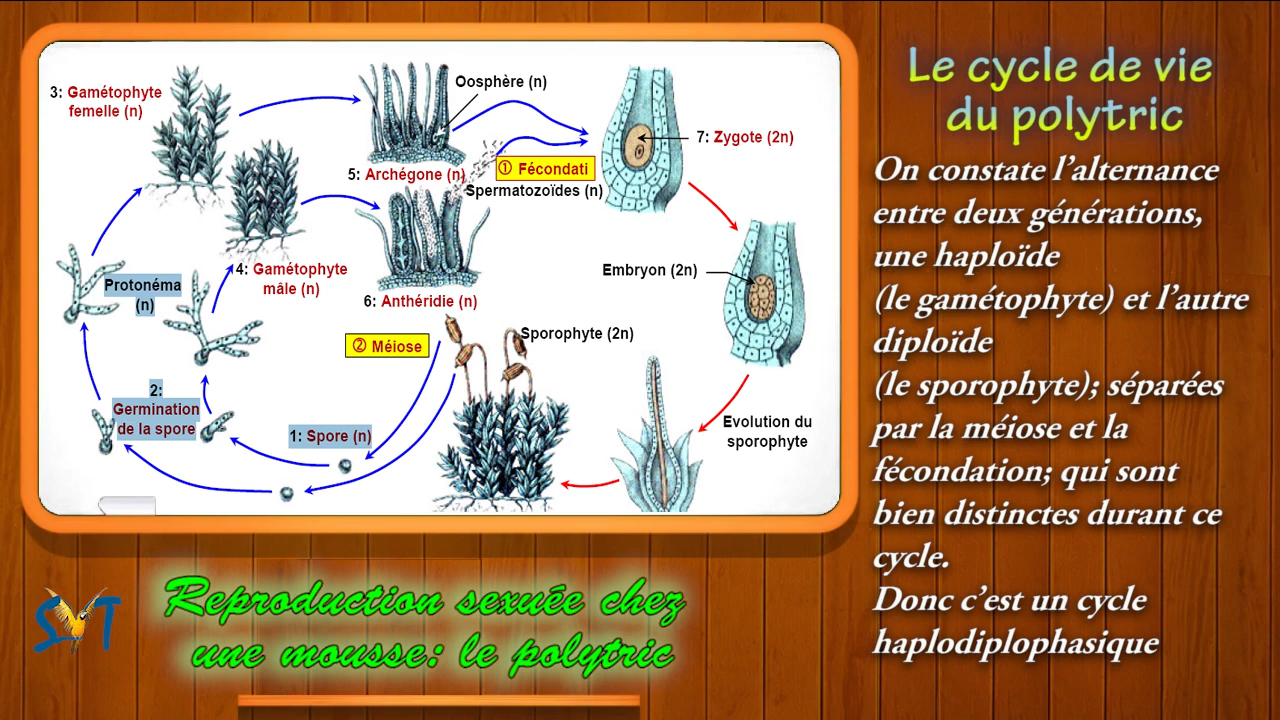 3: Gamétophyte
femelle (n)
Oosphère (n)
7: Zygote (2n)
① Fécondati
5: Archégone (n)
Spermatozoïdes (n)
4: Gamétophyte
mâle (n)
Protonéma
(n)
6: Anthéridie (n)
Embryon (2n)
② Méiose
Sporophyte (2n)
2:
Germination
de la spore
1: Spore (n)
Evolution du
sporophyte
Le cycle de vie
du polytric
On constate l’alternance
entre deux générations,
une haploïde
(le gamétophyte) et l’autre
diploïde
(le sporophyte); séparées
par la méiose et la
fécondation; qui sont
bien distinctes durant ce
cycle.
Donc c’est un cycle
haplodiplophasique
SVT
Reproduction sexuée chez
une mousse: le polytric